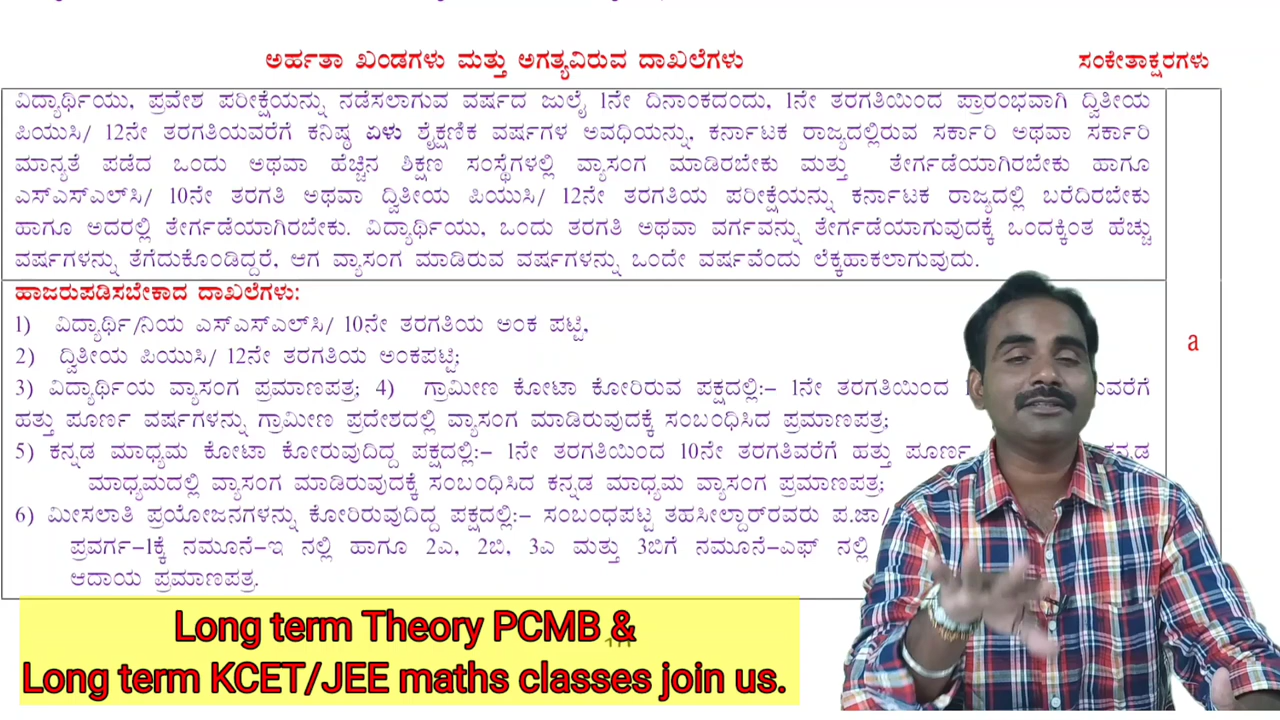 ಅರ್ಹತಾ ಖಂಡಗಳು ಮತ್ತು ಅಗತ್ಯವಿರುವ ದಾಖಲೆಗಳು ಸಂಕೇತಾಕ್ಷರಗಳು
ವಿದ್ಯಾರ್ಥಿಯು, ಪ್ರವೇಶ ಪರೀಕ್ಷೆಯನ್ನು ನಡೆಸಲಾಗುವ ವರ್ಷದ ಜುಲೈ 1ನೇ ದಿನಾಂಕದಂದು, 1ನೇ ತರಗತಿಯಿಂದ ಪ್ರಾರಂಭವಾಗಿ ದ್ವಿತೀಯ
ಪಿಯುಸಿ/ 12ನೇ ತರಗತಿಯವರೆಗೆ ಕನಿಷ್ಠ ಏಳು ಶೈಕ್ಷಣಿಕ ವರ್ಷಗಳ ಅವಧಿಯನ್ನು, ಕರ್ನಾಟಕ ರಾಜ್ಯದಲ್ಲಿರುವ ಸರ್ಕಾರಿ ಅಥವಾ ಸರ್ಕಾರಿ
ಮಾನ್ಯತೆ ಪಡೆದ ಒಂದು ಅಥವಾ ಹೆಚ್ಚಿನ ಶಿಕ್ಷಣ ಸಂಸ್ಥೆಗಳಲ್ಲಿ ವ್ಯಾಸಂಗ ಮಾಡಿರಬೇಕು ಮತ್ತು ತೇರ್ಗಡೆಯಾಗಿರಬೇಕು ಹಾಗೂ
ಎಸ್ಎಸ್ಎಲ್‌ಸಿ/ 10ನೇ ತರಗತಿ ಅಥವಾ ದ್ವಿತೀಯ ಪಿಯುಸಿ/ 12ನೇ ತರಗತಿಯ ಪರೀಕ್ಷೆಯನ್ನು ಕರ್ನಾಟಕ ರಾಜ್ಯದಲ್ಲಿ ಬರೆದಿರಬೇಕು
ಹಾಗೂ ಅದರಲ್ಲಿ ತೇರ್ಗಡೆಯಾಗಿರಬೇಕು. ವಿದ್ಯಾರ್ಥಿಯು, ಒಂದು ತರಗತಿ ಅಥವಾ ವರ್ಗವನ್ನು ತೇರ್ಗಡೆಯಾಗುವುದಕ್ಕೆ ಒಂದಕ್ಕಿಂತ ಹೆಚ್ಚು
ವರ್ಷಗಳನ್ನು ತೆಗೆದುಕೊಂಡಿದ್ದರೆ, ಆಗ ವ್ಯಾಸಂಗ ಮಾಡಿರುವ ವರ್ಷಗಳನ್ನು ಒಂದೇ ವರ್ಷವೆಂದು ಲೆಕ್ಕಹಾಕಲಾಗುವುದು.
ಹಾಜರುಪಡಿಸಬೇಕಾದ ದಾಖಲೆಗಳು:
1) ವಿದ್ಯಾರ್ಥಿ/ನಿಯ ಎಸ್ಎಸ್ಎಲ್‌ಸಿ/ 10ನೇ ತರಗತಿಯ ಅಂಕ ಪಟ್ಟಿ,
a
2) ದ್ವಿತೀಯ ಪಿಯುಸಿ/ 12ನೇ ತರಗತಿಯ ಅಂಕಪಟ್ಟಿ;
3) ವಿದ್ಯಾರ್ಥಿಯ ವ್ಯಾಸಂಗ ಪ್ರಮಾಣಪತ್ರ; 4) ಗ್ರಾಮೀಣ ಕೋಟಾ ಕೋರಿರುವ ಪಕ್ಷದಲ್ಲಿ:– 1ನೇ ತರಗತಿಯಿಂದ
ಹತ್ತು ಪೂರ್ಣ ವರ್ಷಗಳನ್ನು ಗ್ರಾಮೀಣ ಪ್ರದೇಶದಲ್ಲಿ ವ್ಯಾಸಂಗ ಮಾಡಿರುವುದಕ್ಕೆ ಸಂಬಂಧಿಸಿದ ಪ್ರಮಾಣಪತ್ರ;
5) ಕನ್ನಡ ಮಾಧ್ಯಮ ಕೋಟಾ ಕೋರುವುದಿದ್ದ ಪಕ್ಷದಲ್ಲಿ:– 1ನೇ ತರಗತಿಯಿಂದ 10ನೇ ತರಗತಿವರೆಗೆ ಹತ್ತು ಪೂರ್ಣ ಕನ್ನಡ
ಮಾಧ್ಯಮದಲ್ಲಿ ವ್ಯಾಸಂಗ ಮಾಡಿರುವುದಕ್ಕೆ ಸಂಬಂಧಿಸಿದ ಕನ್ನಡ ಮಾಧ್ಯಮ ವ್ಯಾಸಂಗ ಪ್ರಮಾಣಪತ್ರ;
6) ಮೀಸಲಾತಿ ಪ್ರಯೋಜನಗಳನ್ನು ಕೋರಿರುವುದಿದ್ದ ಪಕ್ಷದಲ್ಲಿ:– ಸಂಬಂಧಪಟ್ಟ ತಹಸೀಲ್ದಾರ್‌ರವರು ಪ.ಜಾ/
ಪ್ರವರ್ಗ–1ಕ್ಕೆ ನಮೂನೆ–ಇ ನಲ್ಲಿ ಹಾಗೂ 2ಎ, 2ಬಿ, 3ಎ ಮತ್ತು 3ಬಿಗೆ ನಮೂನೆ–ಎಫ್ ನಲ್ಲಿ
ಆದಾಯ ಪ್ರಮಾಣಪತ್ರ.
Long term Theory PCMB &
Long term KCET/JEE maths classes join us.